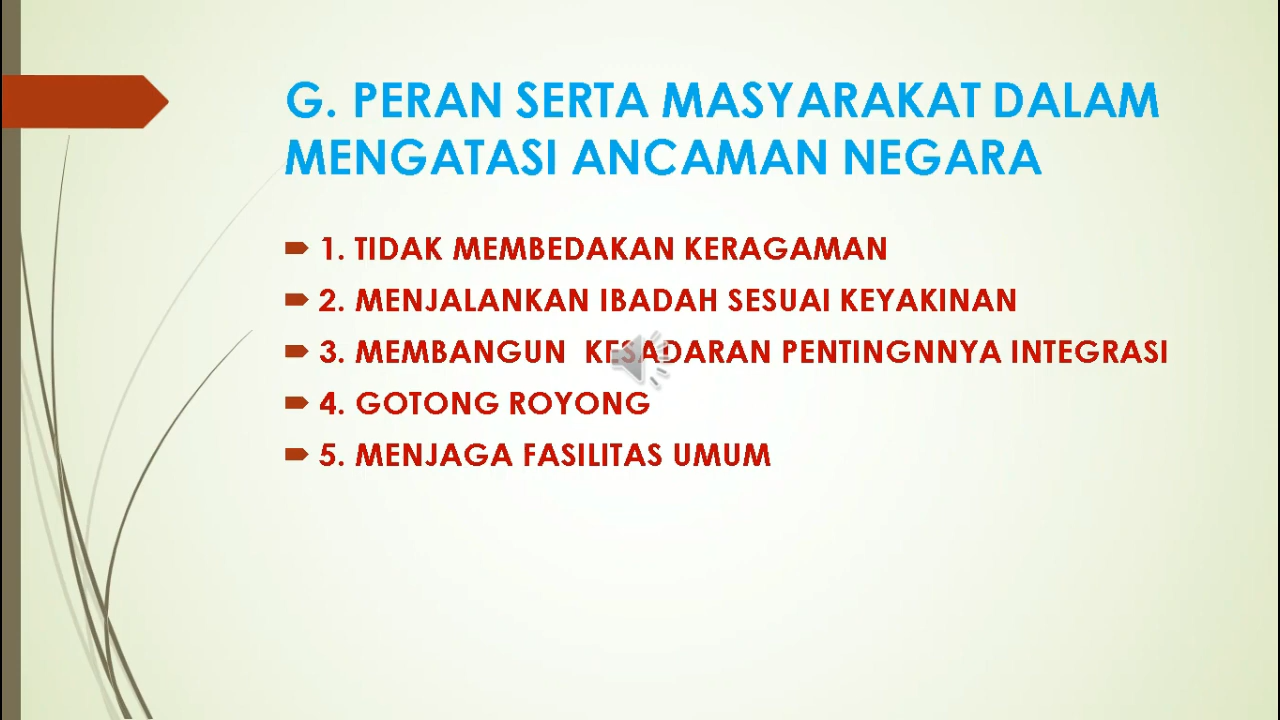 G. PERAN SERTA MASYARAKAT DALAM
MENGATASI ANCAMAN NEGARA
1. TIDAK MEMBEDAKAN KERAGAMAN
2. MENJALANKAN IBADAH SESUAI KEYAKINAN
3. MEMBANGUN KESADARAN PENTINGNNYA INTEGRASI
4. GOTONG ROYONG
5. MENJAGA FASILITAS UMUM